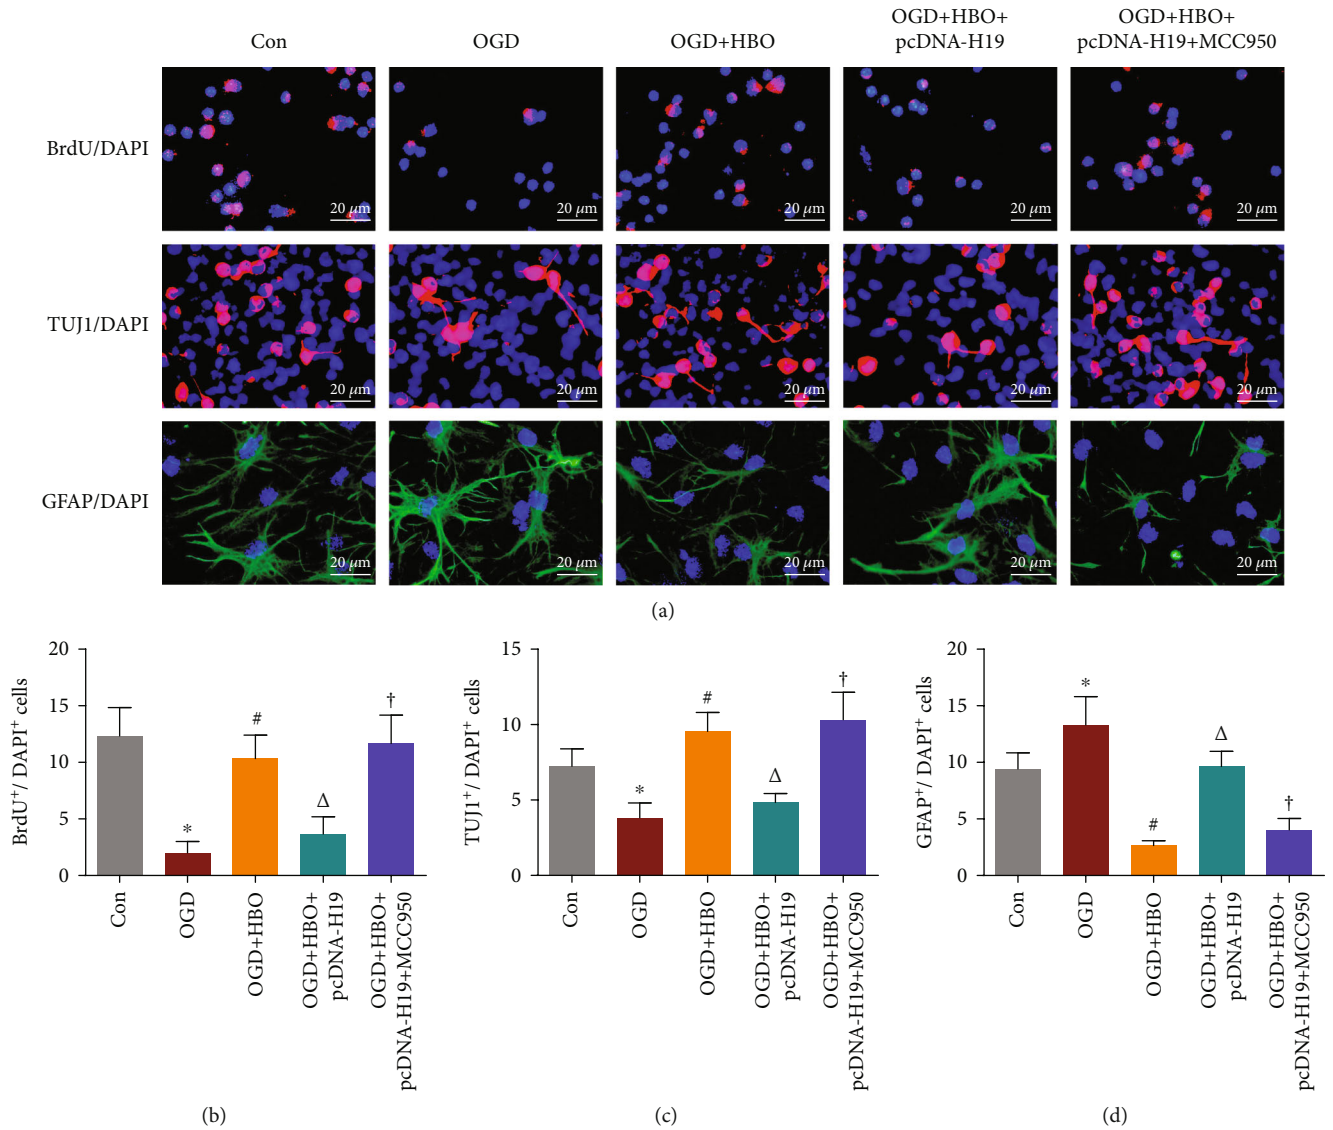 Con
OGD
OGD+HBO
OGD+HBO+
pcDNA-H19
OGD+HBO+
pcDNA-H19+MCC950
BrdU/DAPI
20 µm
20 µm
20 µm
20 µm
20 µm
TUJ1/DAPI
20 µm
20 µm
20 µm
20 µm
20 µm
GFAP/DAPI
20 µm
20 µm
20 µm
20 µm
20 µm
(a)
BrdU⁺/ DAPI⁺ cells
20
15
10
5
0
*
#
Δ
†
Con
OGD
OGD+HBO
OGD+HBO+
pcDNA-H19
OGD+HBO+
pcDNA-H19+MCC950
(b)
TUJ1⁺/ DAPI⁺ cells
15
10
5
0
*
#
Δ
†
Con
OGD
OGD+HBO
OGD+HBO+
pcDNA-H19
OGD+HBO+
pcDNA-H19+MCC950
(c)
GFAP⁺/ DAPI⁺ cells
20
15
10
5
0
*
#
Δ
†
Con
OGD
OGD+HBO
OGD+HBO+
pcDNA-H19
OGD+HBO+
pcDNA-H19+MCC950
(d)